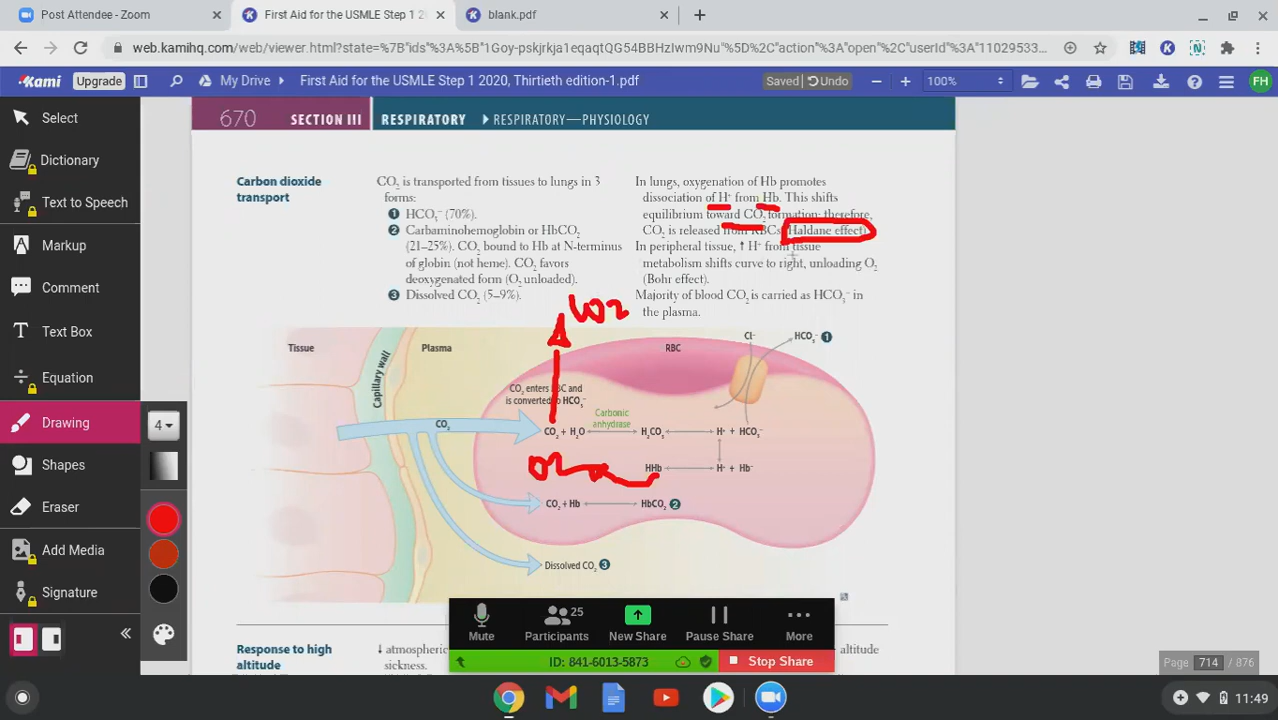 Post Attendee - Zoom
First Aid for the USMLE Step 1 20
blank.pdf
web.kamihq.com/web/viewer.html?state=%7B"ids"%3A%5B"1Goy-pskjrkja1eqaqtQG54BBHzIwm9Nu"%5D%2C"action"%3A"open"%2C"userId"%3A"11029533...
Kami Upgrade My Drive First Aid for the USMLE Step 1 2020, Thirtieth edition-1.pdf Saved Undo 100% FH
Select
Dictionary
Text to Speech
Markup
Comment
Text Box
Equation
Drawing
4
Shapes
Eraser
Add Media
Signature
670 SECTION III RESPIRATORY RESPIRATORY—PHYSIOLOGY
Carbon dioxide
transport
CO₂ is transported from tissues to lungs in 3
forms:
1 HCO₃⁻ (70%).
2 Carbaminohemoglobin or HbCO₂
(21–25%). CO₂ bound to Hb at N-terminus
of globin (not heme). CO₂ favors
deoxygenated form (O₂ unloaded).
3 Dissolved CO₂ (5–9%).
In lungs, oxygenation of Hb promotes
dissociation of H⁺ from Hb. This shifts
equilibrium toward CO₂ formation; therefore,
CO₂ is released from RBCs (Haldane effect).
In peripheral tissue, ↑ H⁺ from tissue
metabolism shifts curve to right, unloading O₂
(Bohr effect).
Majority of blood CO₂ is carried as HCO₃⁻ in
the plasma.
CO2
Tissue
Capillary wall
Plasma
RBC
Cl⁻
HCO₃⁻ 1
CO₂ enters RBC and
is converted to HCO₃⁻
Carbonic
anhydrase
CO₂
CO₂ + H₂O H₂CO₃ H⁺ + HCO₃⁻
O2
HHb H⁺ + Hb⁻
CO₂ + Hb HbCO₂ 2
Dissolved CO₂ 3
Mute
25
Participants
New Share
Pause Share
More
ID: 841-6013-5873
Stop Share
Response to high
altitude
↓ atmospheric
sickness.
altitude
Page 714 / 876
11:49